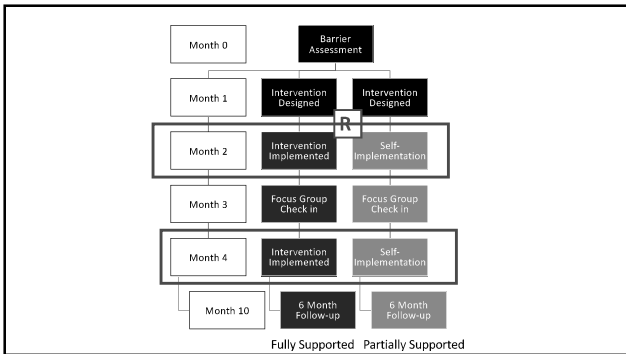 Month 0
Barrier
Assessment
Month 1
Intervention
Designed
Intervention
Designed
R
Month 2
Intervention
Implemented
Self-
Implementation
Month 3
Focus Group
Check in
Focus Group
Check in
Month 4
Intervention
Implemented
Self-
Implementation
Month 10
6 Month
Follow-up
6 Month
Follow-up
Fully Supported
Partially Supported